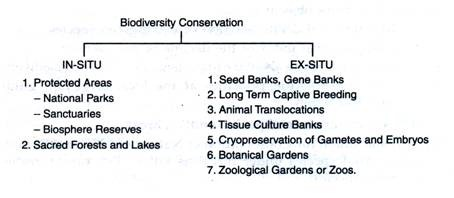 Biodiversity Conservation
IN-SITU
1. Protected Areas
– National Parks
– Sanctuaries
– Biosphere Reserves
2. Sacred Forests and Lakes
EX-SITU
1. Seed Banks, Gene Banks
2. Long Term Captive Breeding
3. Animal Translocations
4. Tissue Culture Banks
5. Cryopreservation of Gametes and Embryos
6. Botanical Gardens
7. Zoological Gardens or Zoos.